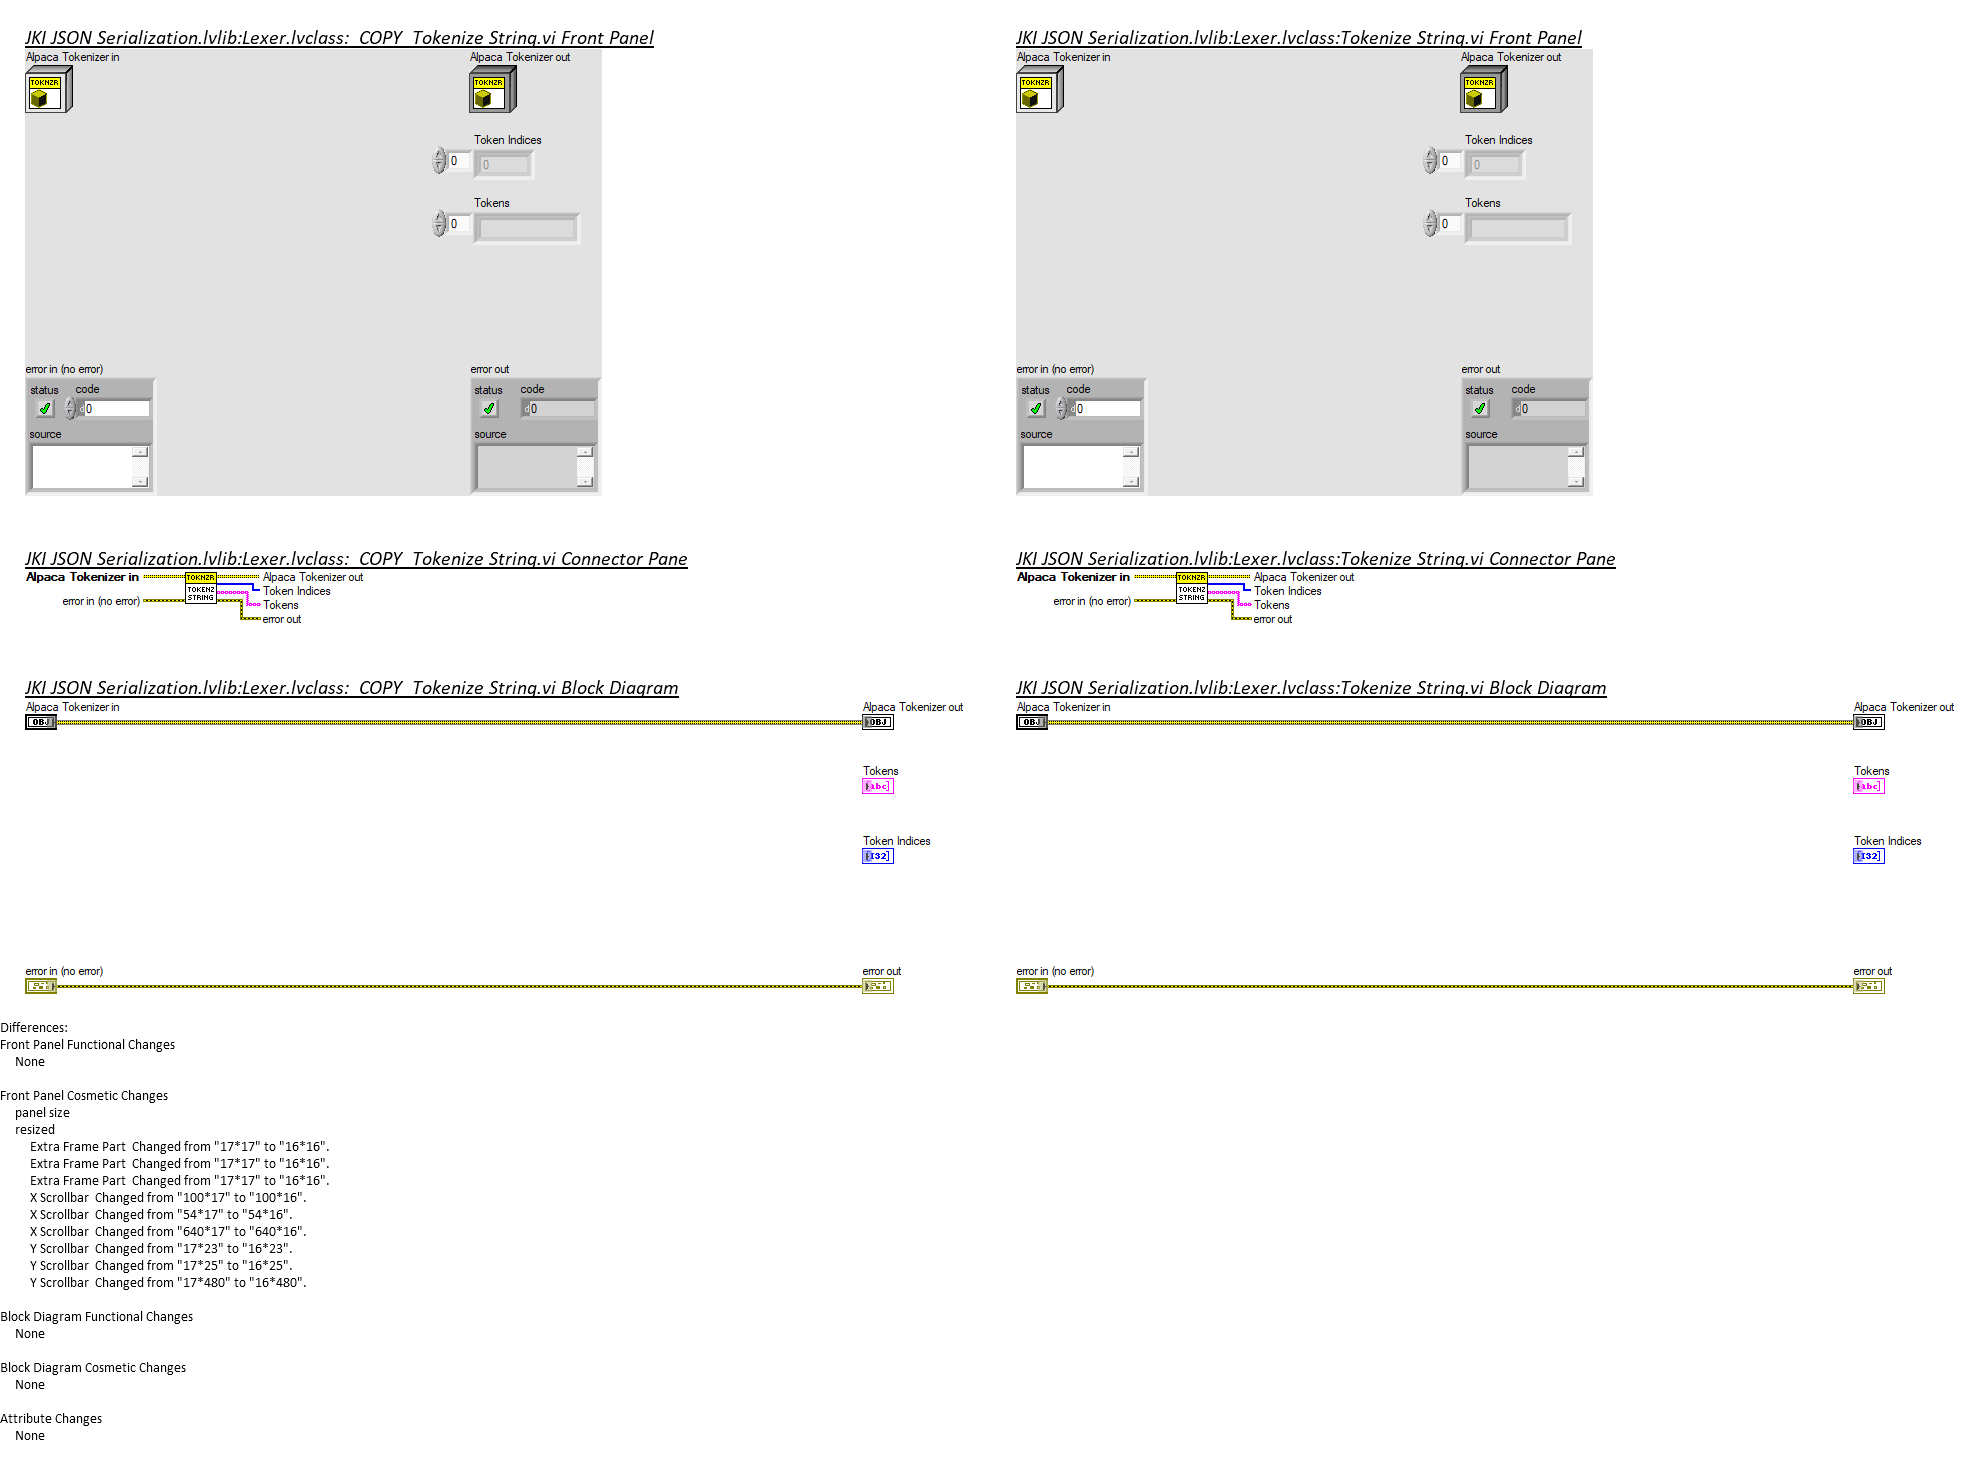 JKI JSON Serialization.lvlib:Lexer.lvclass:_COPY_Tokenize String.vi Front Panel
Alpaca Tokenizer in
Alpaca Tokenizer out
TOKNZR
TOKNZR
Token Indices
0
0
Tokens
0
error in (no error)
error out
status code
status code
d0
d0
source
source
JKI JSON Serialization.lvlib:Lexer.lvclass:Tokenize String.vi Front Panel
Alpaca Tokenizer in
Alpaca Tokenizer out
TOKNZR
TOKNZR
Token Indices
0
0
Tokens
0
error in (no error)
error out
status code
status code
d0
d0
source
source
JKI JSON Serialization.lvlib:Lexer.lvclass:_COPY_Tokenize String.vi Connector Pane
Alpaca Tokenizer in
error in (no error)
TOKNZR
TOKENZ
STRING
Alpaca Tokenizer out
Token Indices
Tokens
error out
JKI JSON Serialization.lvlib:Lexer.lvclass:Tokenize String.vi Connector Pane
Alpaca Tokenizer in
error in (no error)
TOKNZR
TOKENZ
STRING
Alpaca Tokenizer out
Token Indices
Tokens
error out
JKI JSON Serialization.lvlib:Lexer.lvclass:_COPY_Tokenize String.vi Block Diagram
Alpaca Tokenizer in
Alpaca Tokenizer out
OBJ
OBJ
Tokens
[abc]
Token Indices
[I32]
error in (no error)
error out
JKI JSON Serialization.lvlib:Lexer.lvclass:Tokenize String.vi Block Diagram
Alpaca Tokenizer in
Alpaca Tokenizer out
OBJ
OBJ
Tokens
[abc]
Token Indices
[I32]
error in (no error)
error out
Differences:
Front Panel Functional Changes
None
Front Panel Cosmetic Changes
panel size
resized
Extra Frame Part  Changed from "17*17" to "16*16".
Extra Frame Part  Changed from "17*17" to "16*16".
Extra Frame Part  Changed from "17*17" to "16*16".
X Scrollbar  Changed from "100*17" to "100*16".
X Scrollbar  Changed from "54*17" to "54*16".
X Scrollbar  Changed from "640*17" to "640*16".
Y Scrollbar  Changed from "17*23" to "16*23".
Y Scrollbar  Changed from "17*25" to "16*25".
Y Scrollbar  Changed from "17*480" to "16*480".
Block Diagram Functional Changes
None
Block Diagram Cosmetic Changes
None
Attribute Changes
None